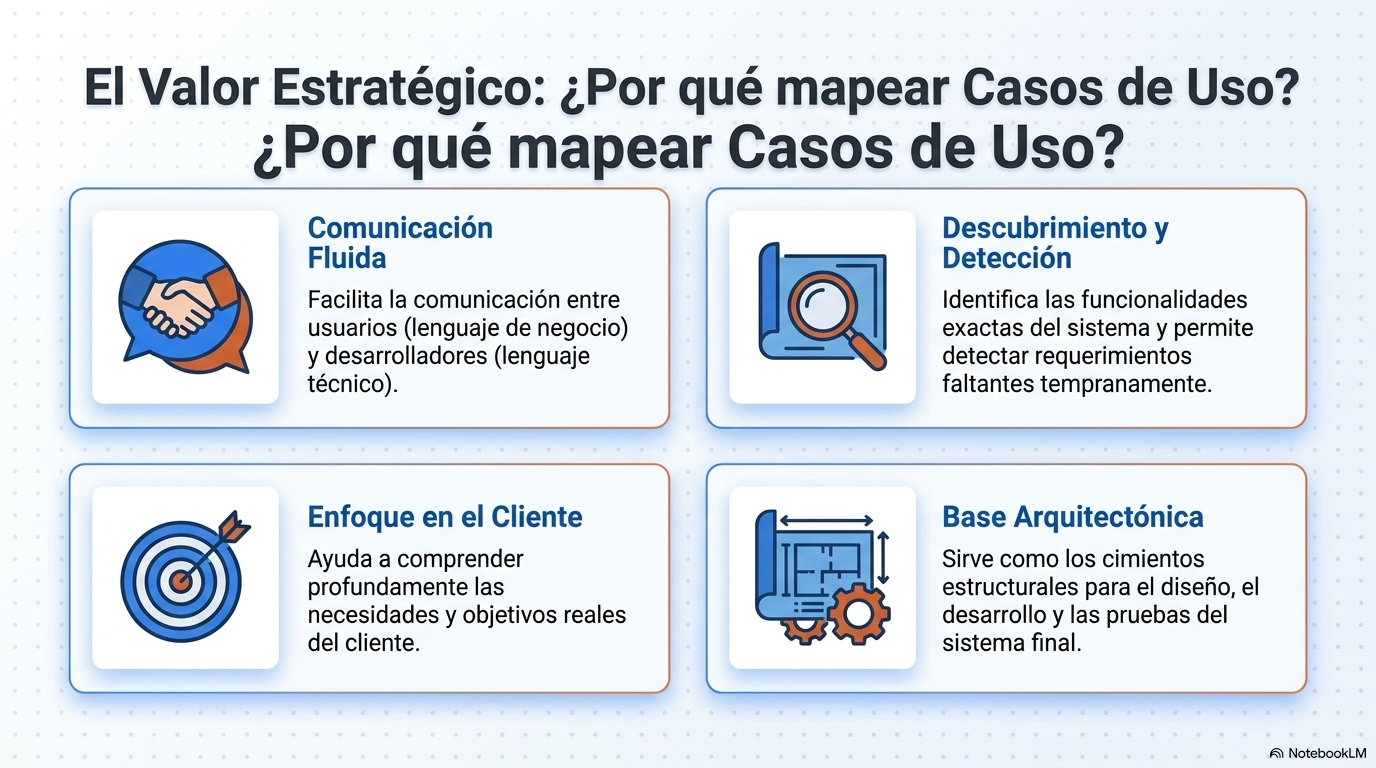 El Valor Estratégico: ¿Por qué mapear Casos de Uso?
¿Por qué mapear Casos de Uso?
Comunicación
Fluida
Facilita la comunicación entre
usuarios (lenguaje de negocio)
y desarrolladores (lenguaje
técnico).
Descubrimiento y
Detección
Identifica las funcionalidades
exactas del sistema y permite
detectar requerimientos
faltantes tempranamente.
Enfoque en el Cliente
Ayuda a comprender
profundamente las
necesidades y objetivos reales
del cliente.
Base Arquitectónica
Sirve como los cimientos
estructurales para el diseño, el
desarrollo y las pruebas del
sistema final.
NotebookLM